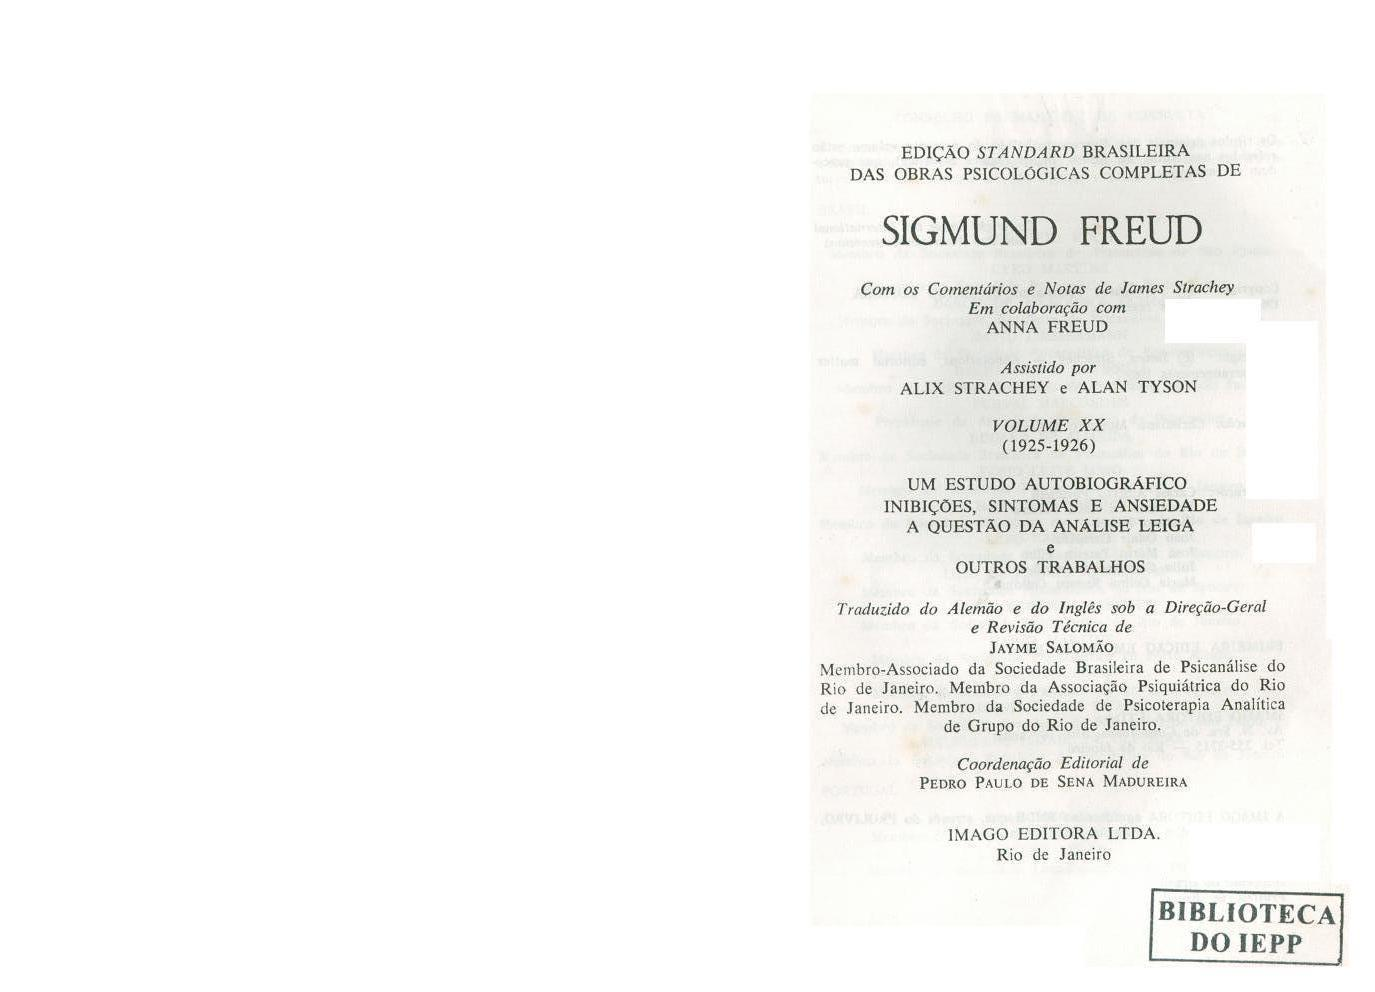 EDIÇÃO STANDARD BRASILEIRA
DAS OBRAS PSICOLÓGICAS COMPLETAS DE
SIGMUND FREUD
Com os Comentários e Notas de James Strachey
Em colaboração com
ANNA FREUD
Assistido por
ALIX STRACHEY e ALAN TYSON
VOLUME XX
(1925-1926)
UM ESTUDO AUTOBIOGRÁFICO
INIBIÇÕES, SINTOMAS E ANSIEDADE
A QUESTÃO DA ANÁLISE LEIGA
e
OUTROS TRABALHOS
Traduzido do Alemão e do Inglês sob a Direção-Geral
e Revisão Técnica de
JAYME SALOMÃO
Membro-Associado da Sociedade Brasileira de Psicanálise do
Rio de Janeiro. Membro da Associação Psiquiátrica do Rio
de Janeiro. Membro da Sociedade de Psicoterapia Analítica
de Grupo do Rio de Janeiro.
Coordenação Editorial de
PEDRO PAULO DE SENA MADUREIRA
IMAGO EDITORA LTDA.
Rio de Janeiro
BIBLIOTECA
DO IEPP